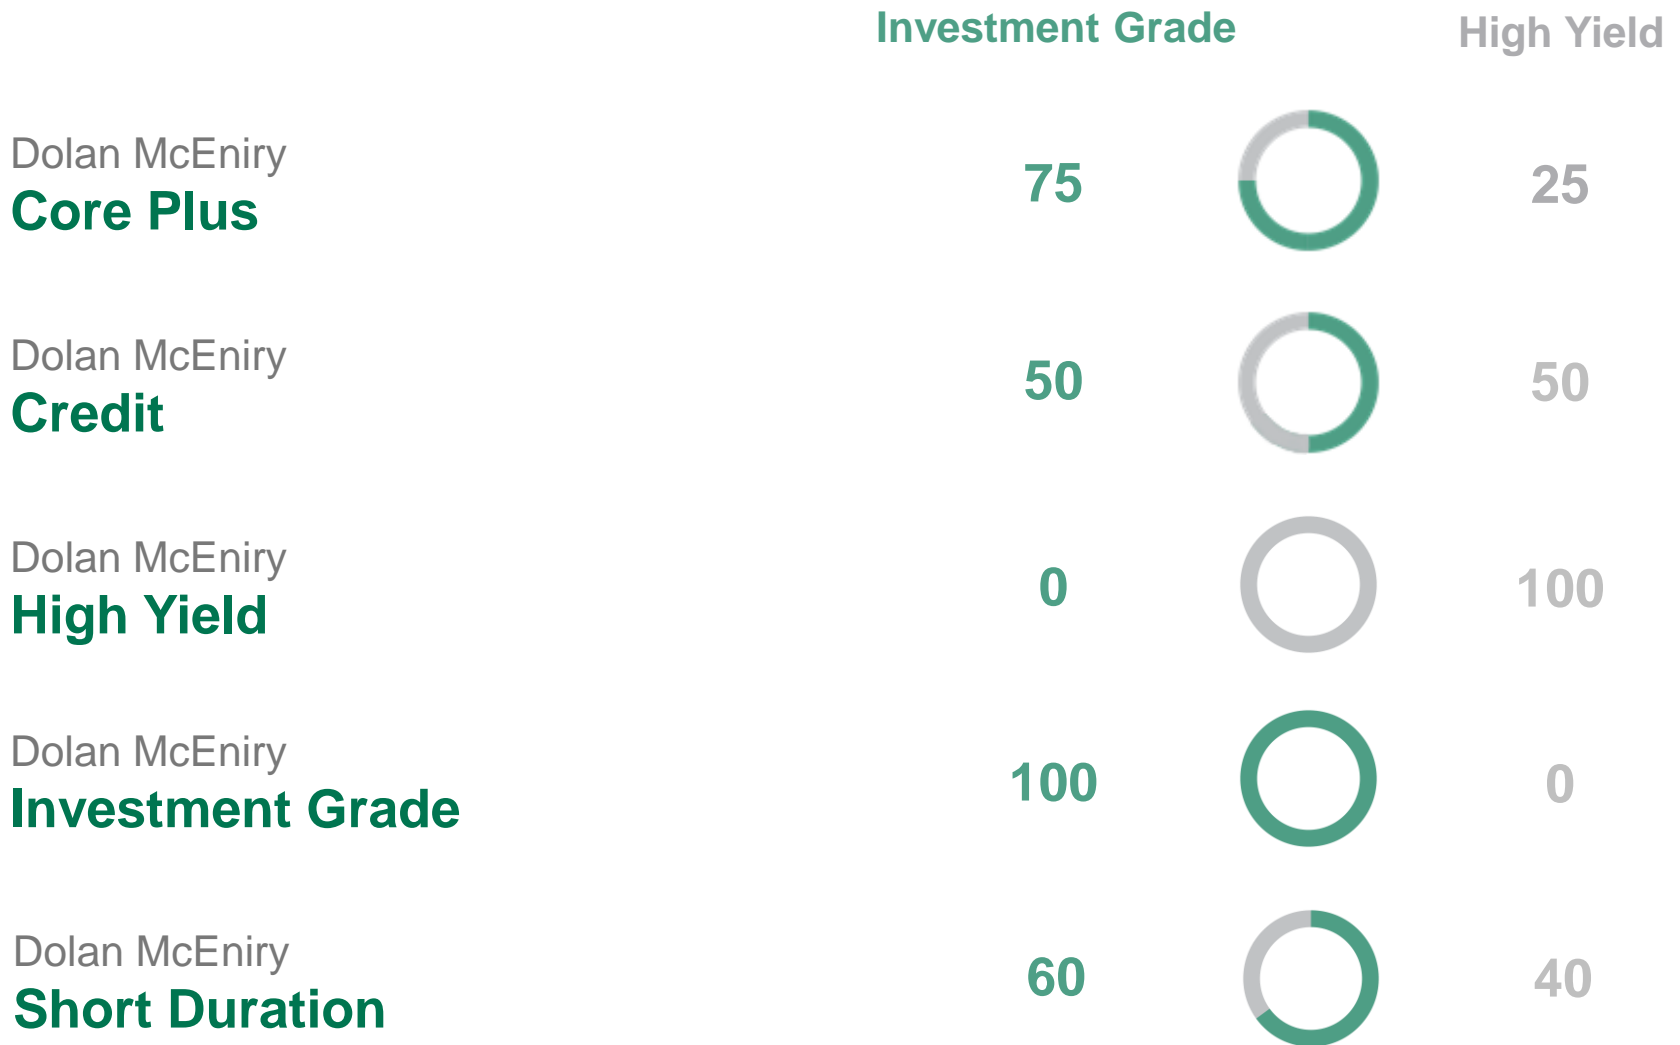 Investment Grade High Yield
Dolan McEniry
Core Plus
75 25
Dolan McEniry
Credit
50 50
Dolan McEniry
High Yield
0 100
Dolan McEniry
Investment Grade
100 0
Dolan McEniry
Short Duration
60 40